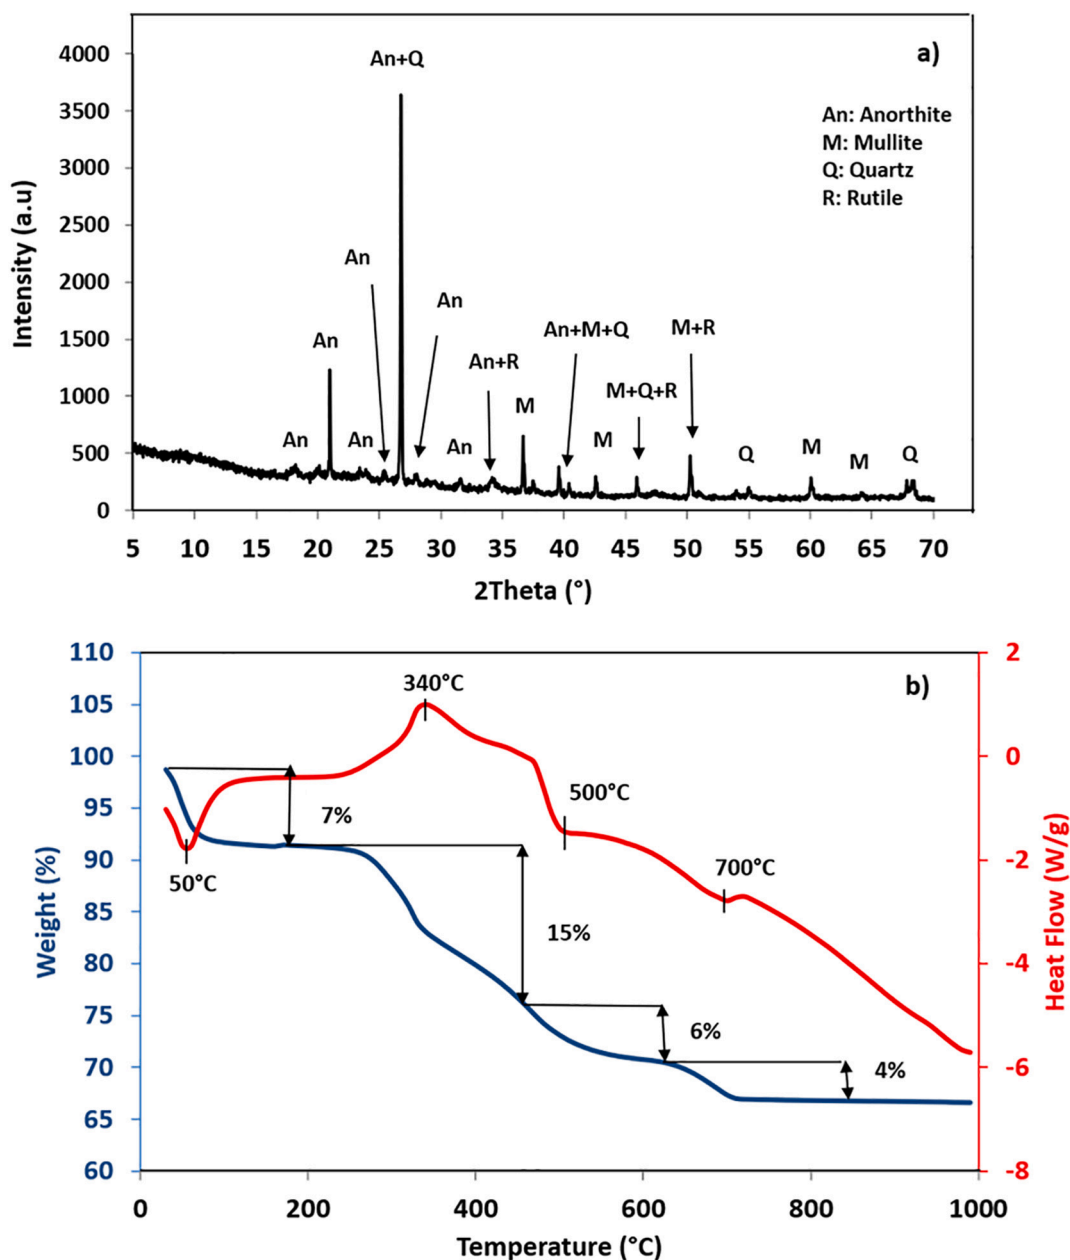 a)
4000
3500
3000
2500
2000
1500
1000
500
0
Intensity (a.u)
An+Q
An: Anorthite
M: Mullite
Q: Quartz
R: Rutile
An
An
An
An+R
An+M+Q
M+R
M+Q+R
M
An
An
An
M
Q
M
M
Q
5 10 15 20 25 30 35 40 45 50 55 60 65 70
2Theta (°)
b)
110
105
100
95
90
85
80
75
70
65
60
Weight (%)
340°C
7%
50°C
500°C
700°C
15%
6%
4%
2
0
-2
-4
-6
-8
Heat Flow (W/g)
0 200 400 600 800 1000
Temperature (°C)